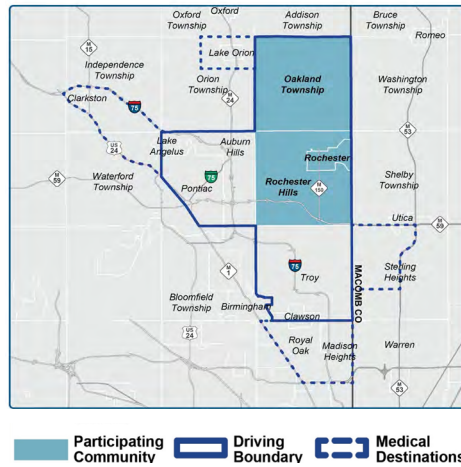 Oxford
Oxford Township
Addison Township
Bruce Township
Romeo
M 15
Lake Orion
Independence Township
Orion Township
M 24
Oakland Township
Washington Township
Clarkston
75
M 53
US 24
Lake Angelus
Auburn Hills
Rochester
M 59
Waterford Township
75
Pontiac
Rochester Hills
M 150
Shelby Township
Utica
M 59
M 1
75
Troy
MACOMB CO
Sterling Heights
Bloomfield Township
Birmingham
Clawson
US 24
Royal Oak
Madison Heights
Warren
M 53
Participating Community
Driving Boundary
Medical Destinations